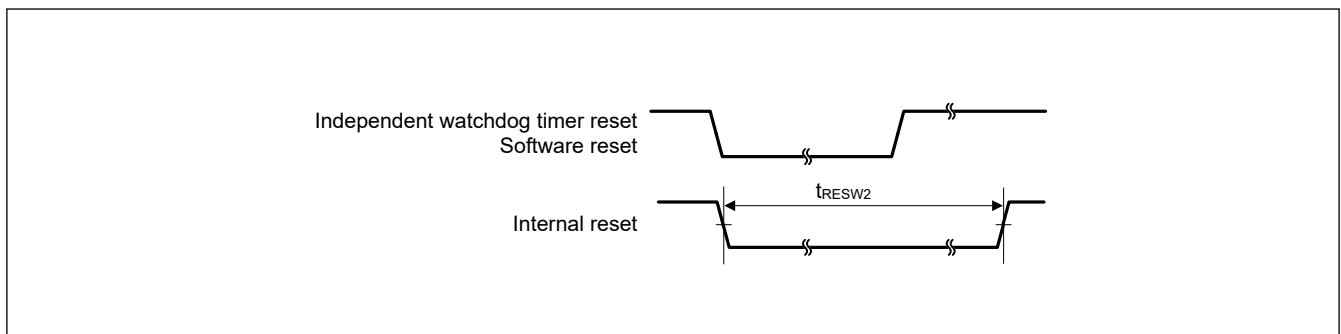 Independent watchdog timer reset
Software reset
tRESW2
Internal reset